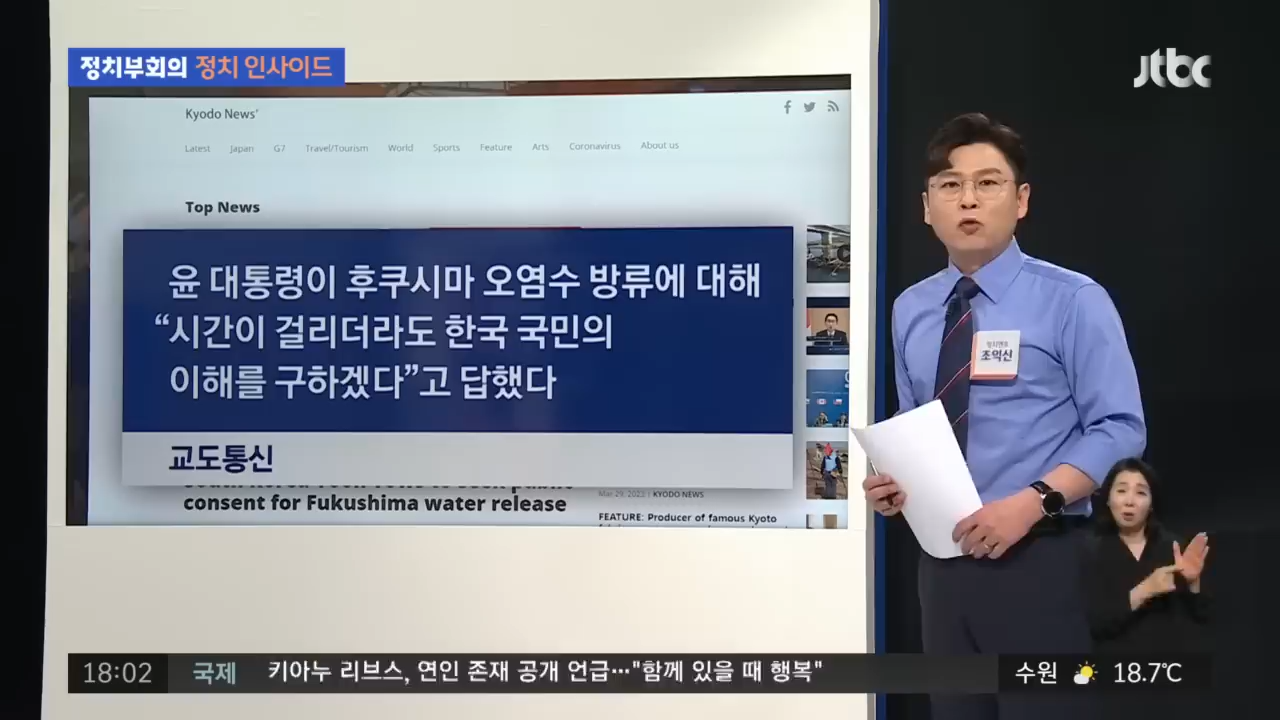 정치부회의 정치 인사이드
jtbc
Kyodo News
Latest Japan G7 Travel/Tourism World Sports Feature Arts Coronavirus About us
Top News
윤 대통령이 후쿠시마 오염수 방류에 대해
“시간이 걸리더라도 한국 국민의
이해를 구하겠다”고 답했다
교도통신
consent for Fukushima water release
Mar 29, 2023 | KYODO NEWS
FEATURE: Producer of famous Kyoto
조익신
18:02 국제 키아누 리브스, 연인 존재 공개 언급…"함께 있을 때 행복" 수원 18.7℃